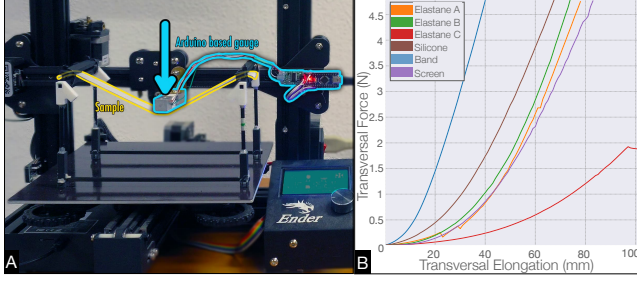 Arduino based gauge
Sample
Ender
A
Elastane A
Elastane B
Elastane C
Silicone
Band
Screen
Transversal Force (N)
4.5
4
3.5
3
2.5
2
1.5
1
0.5
0
20
40
60
80
100
Transversal Elongation (mm)
B